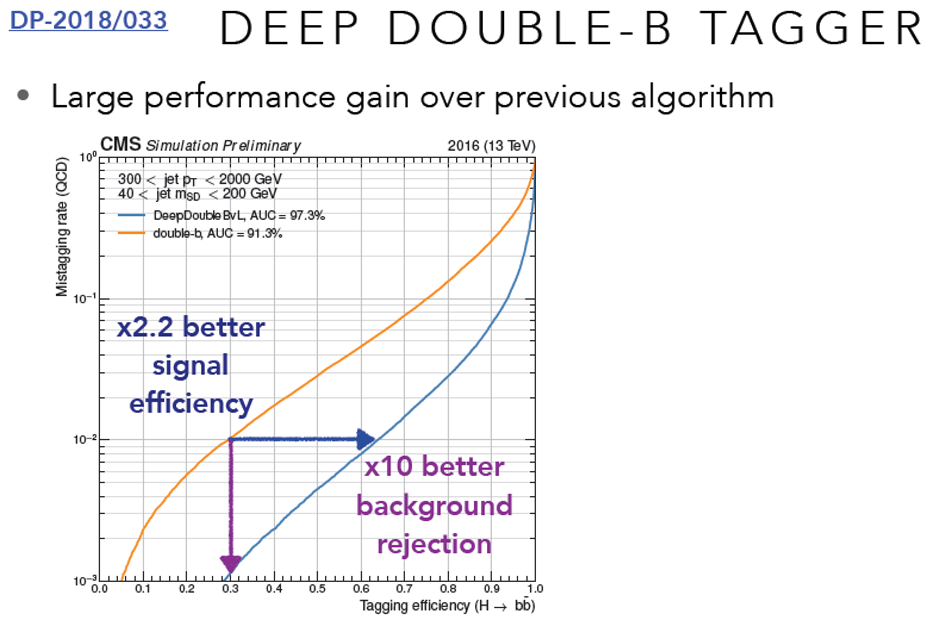 DP-2018/033
DEEP DOUBLE-B TAGGER
• Large performance gain over previous algorithm
CMS Simulation Preliminary 2016 (13 TeV)
Mistagging rate (QCD)
10⁰
10⁻¹
10⁻²
10⁻³
300 < jet pT < 2000 GeV
40 < jet mSD < 200 GeV
DeepDoubleBvL, AUC = 97.3%
double-b, AUC = 91.3%
x2.2 better
signal
efficiency
x10 better
background
rejection
0.0 0.1 0.2 0.3 0.4 0.5 0.6 0.7 0.8 0.9 1.0
Tagging efficiency (H → bb̄)